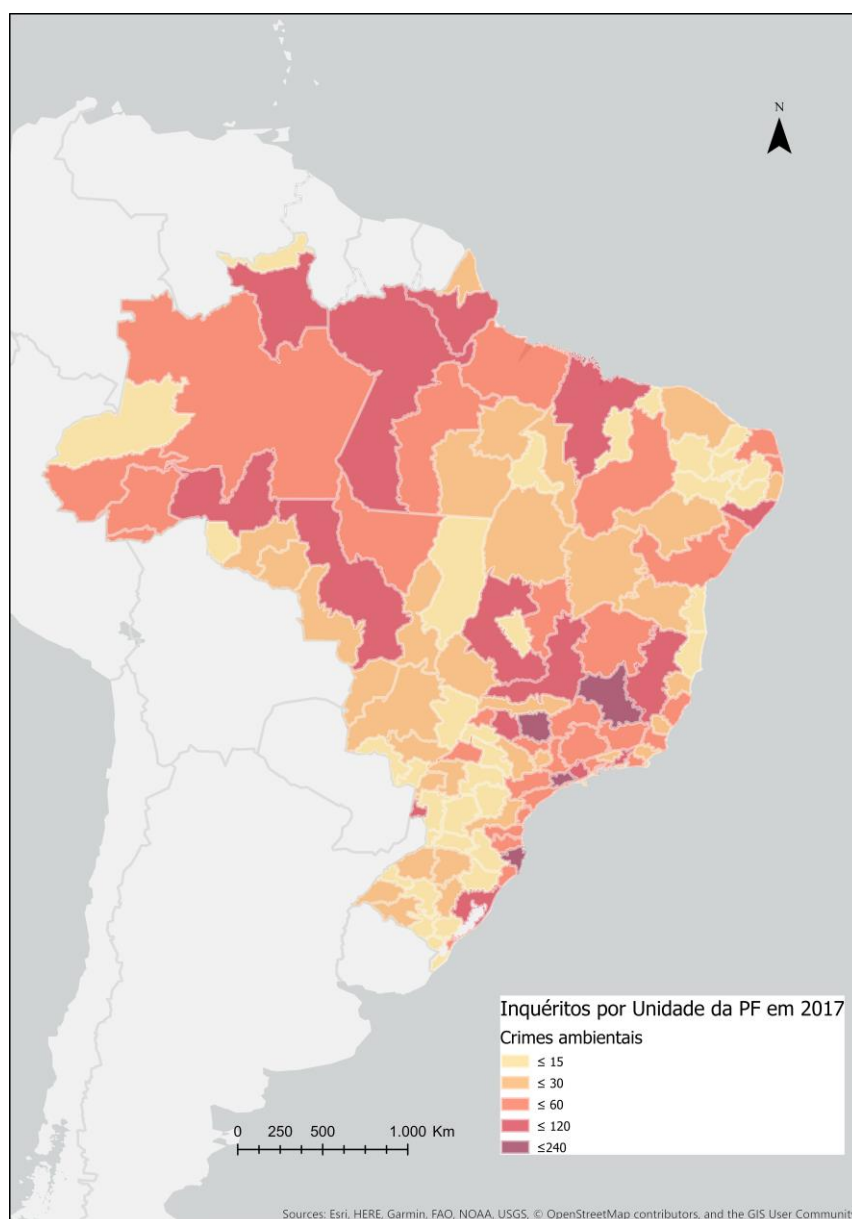 N
Inquéritos por Unidade da PF em 2017
Crimes ambientais
≤ 15
≤ 30
≤ 60
≤ 120
≤240
0 250 500 1.000 Km
Sources: Esri, HERE, Garmin, FAO, NOAA, USGS, © OpenStreetMap contributors, and the GIS User Community